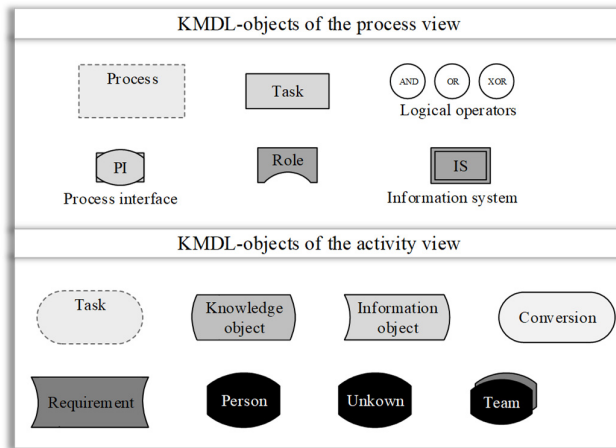 KMDL-objects of the process view
Process
Task
AND OR XOR
Logical operators
PI
Process interface
Role
IS
Information system
KMDL-objects of the activity view
Task
Knowledge
object
Information
object
Conversion
Requirement
Person
Unkown
Team